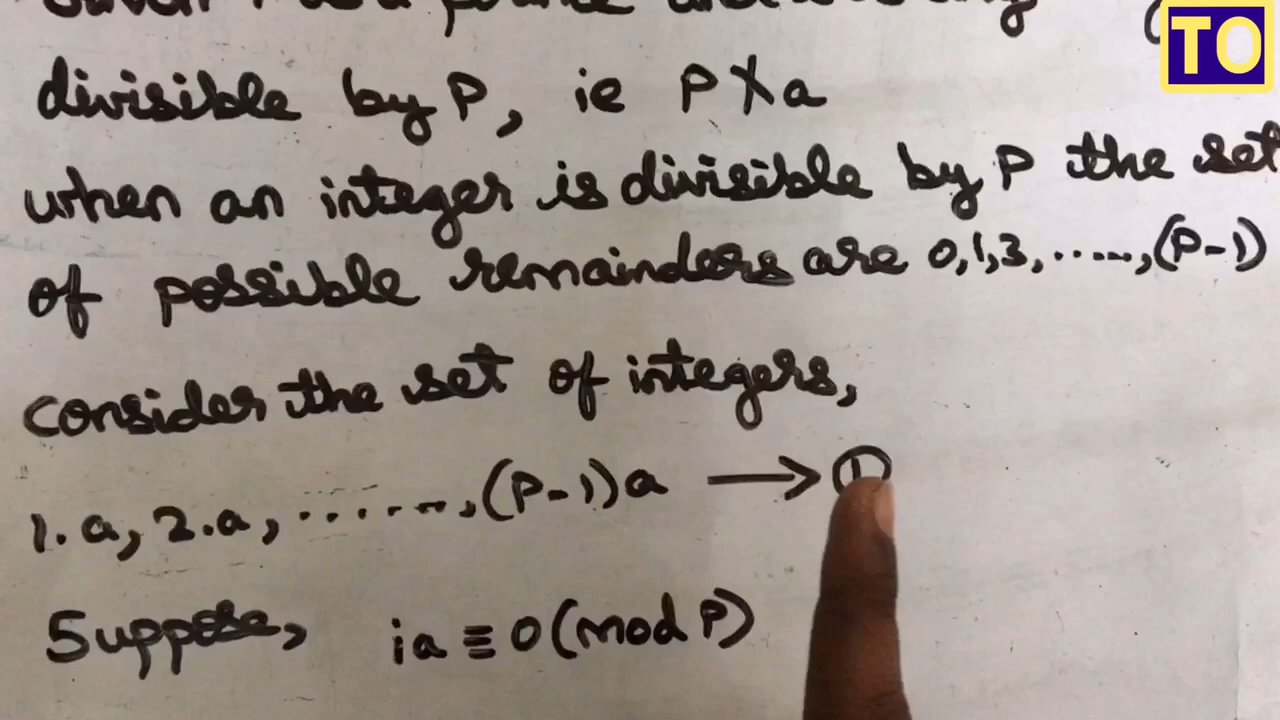 TO
divisible by P, ie P∤a
when an integer is divisible by P the set
of possible remainders are 0,1,3, ......,(P-1)
consider the set of integers,
1.a, 2.a, ........,(P-1)a ⟶ ①
Suppose, ia ≡ 0 (mod P)